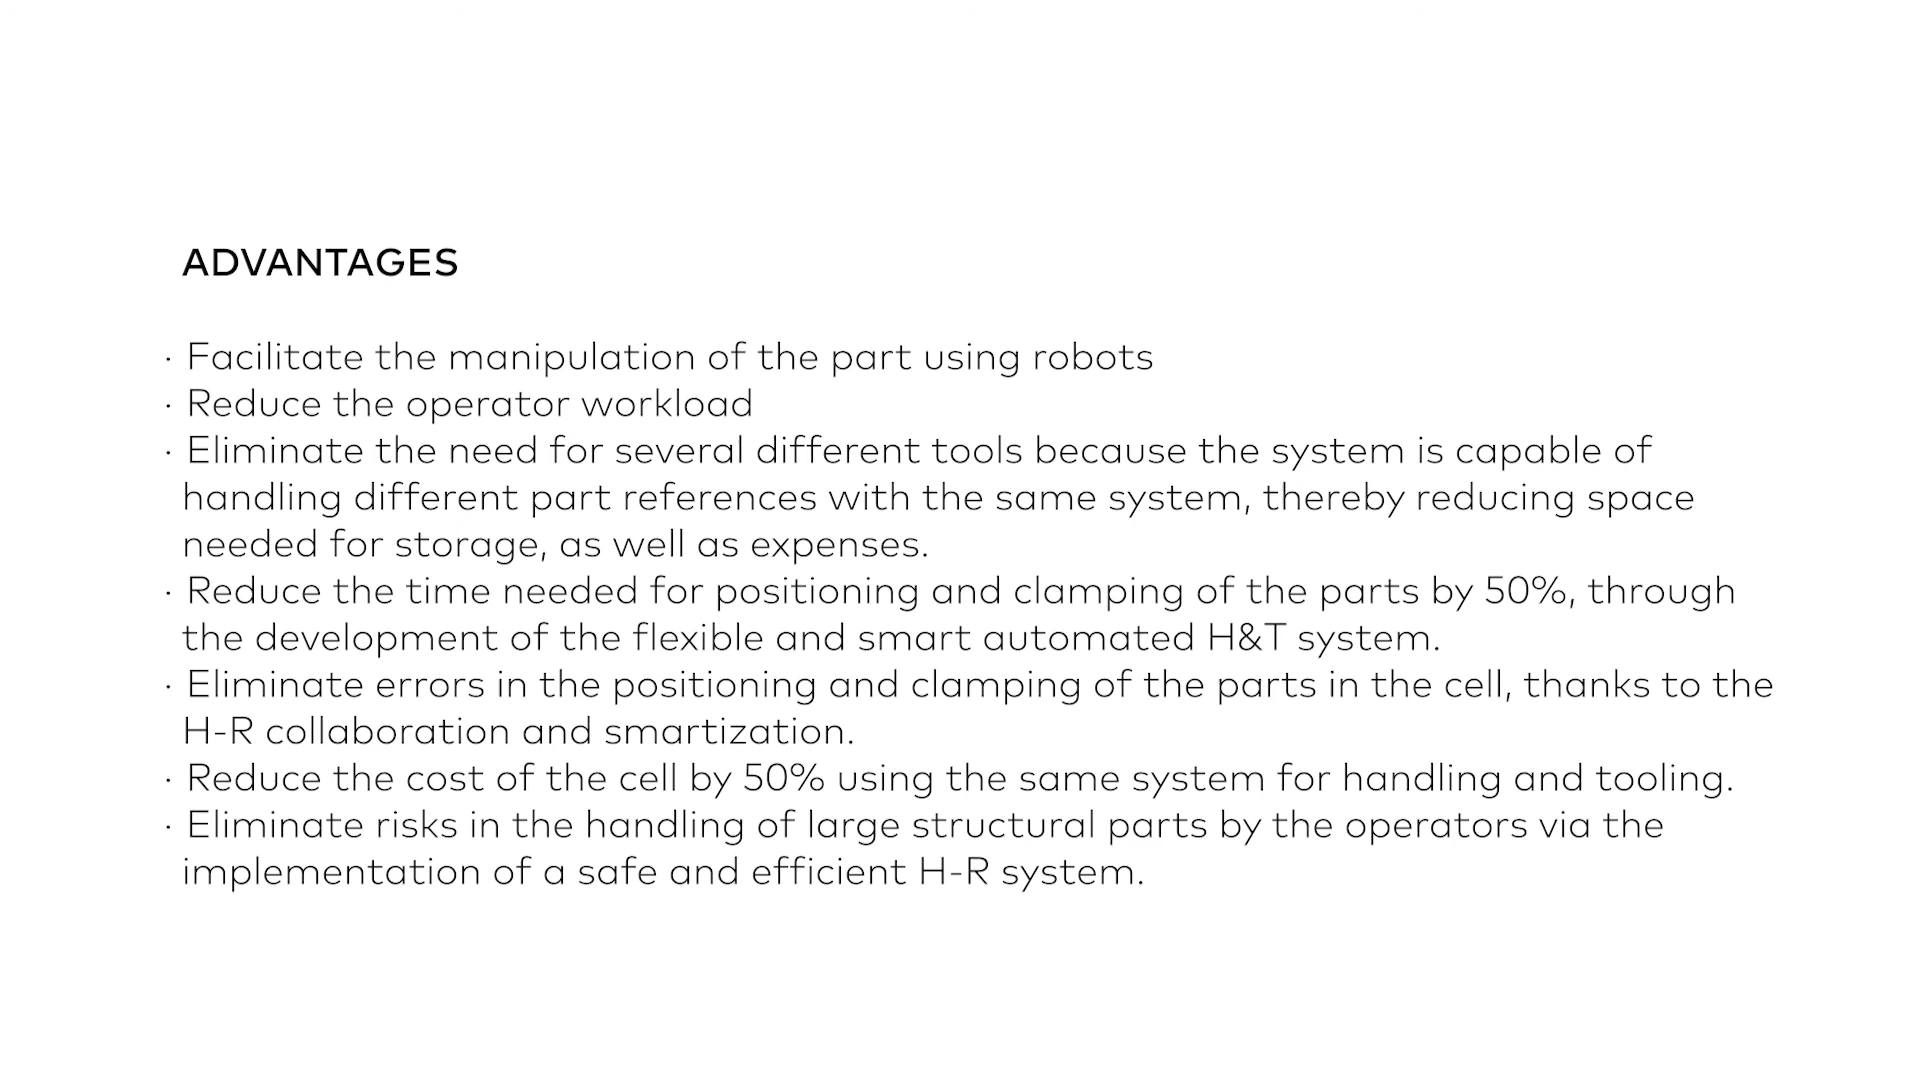 ADVANTAGES
· Facilitate the manipulation of the part using robots
· Reduce the operator workload
· Eliminate the need for several different tools because the system is capable of
handling different part references with the same system, thereby reducing space
needed for storage, as well as expenses.
· Reduce the time needed for positioning and clamping of the parts by 50%, through
the development of the flexible and smart automated H&T system.
· Eliminate errors in the positioning and clamping of the parts in the cell, thanks to the
H-R collaboration and smartization.
· Reduce the cost of the cell by 50% using the same system for handling and tooling.
· Eliminate risks in the handling of large structural parts by the operators via the
implementation of a safe and efficient H-R system.